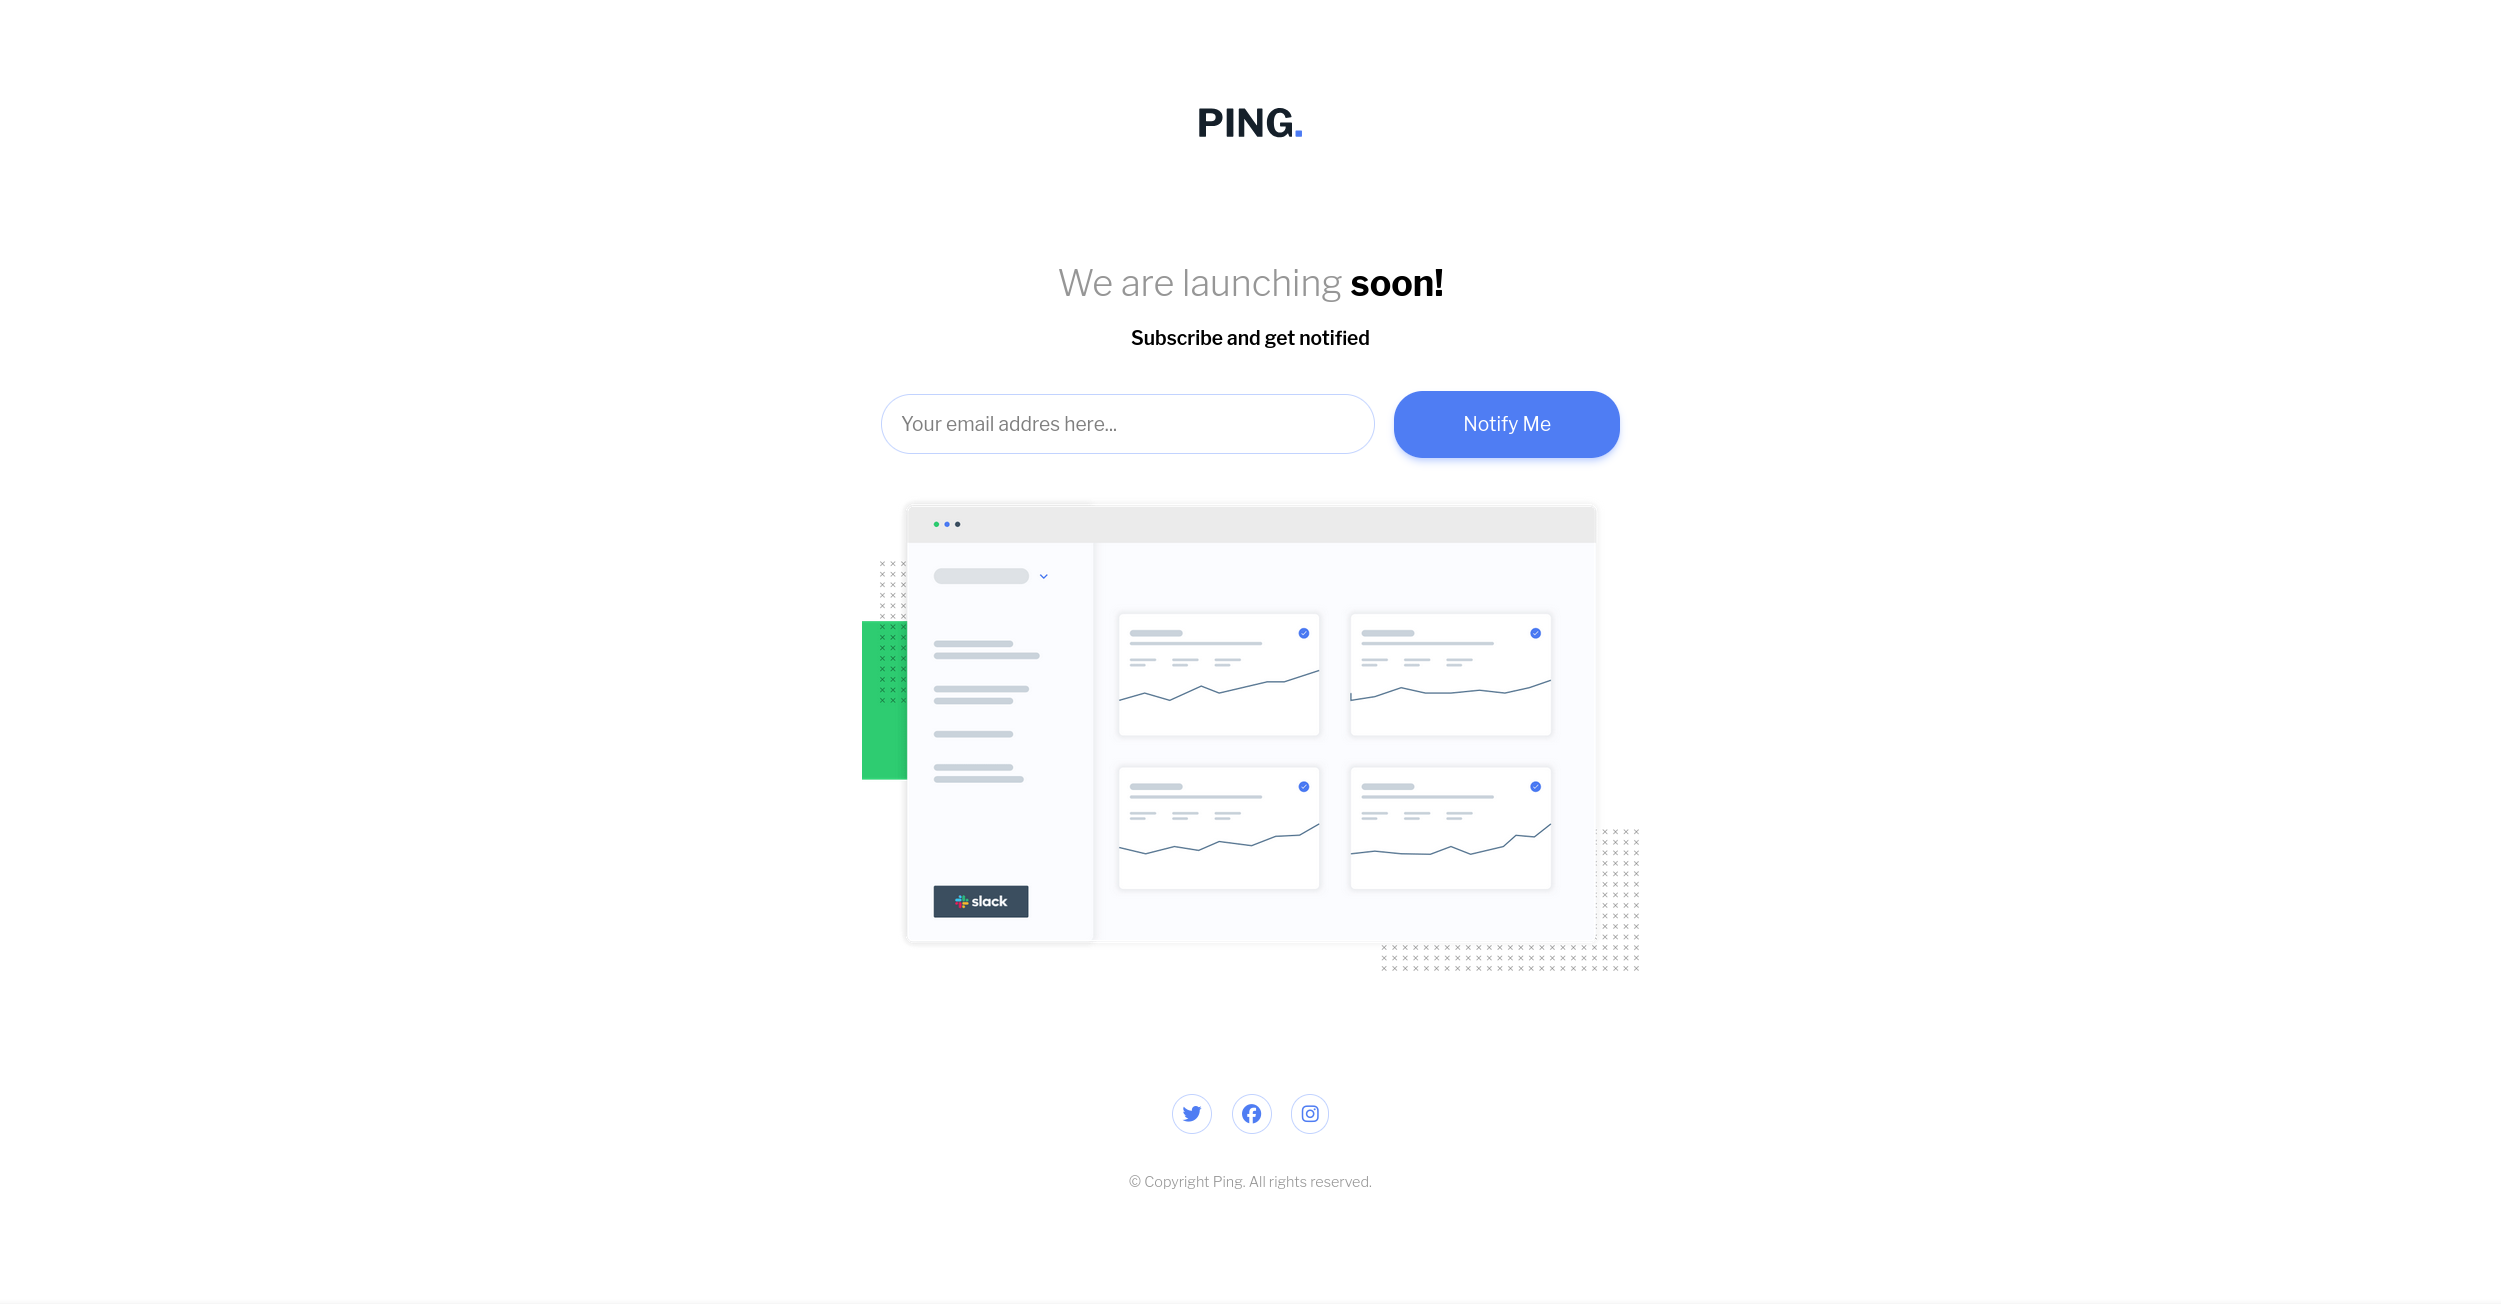 PING.
We are launching soon!
Subscribe and get notified
Your email addres here...
Notify Me
slack
© Copyright Ping. All rights reserved.